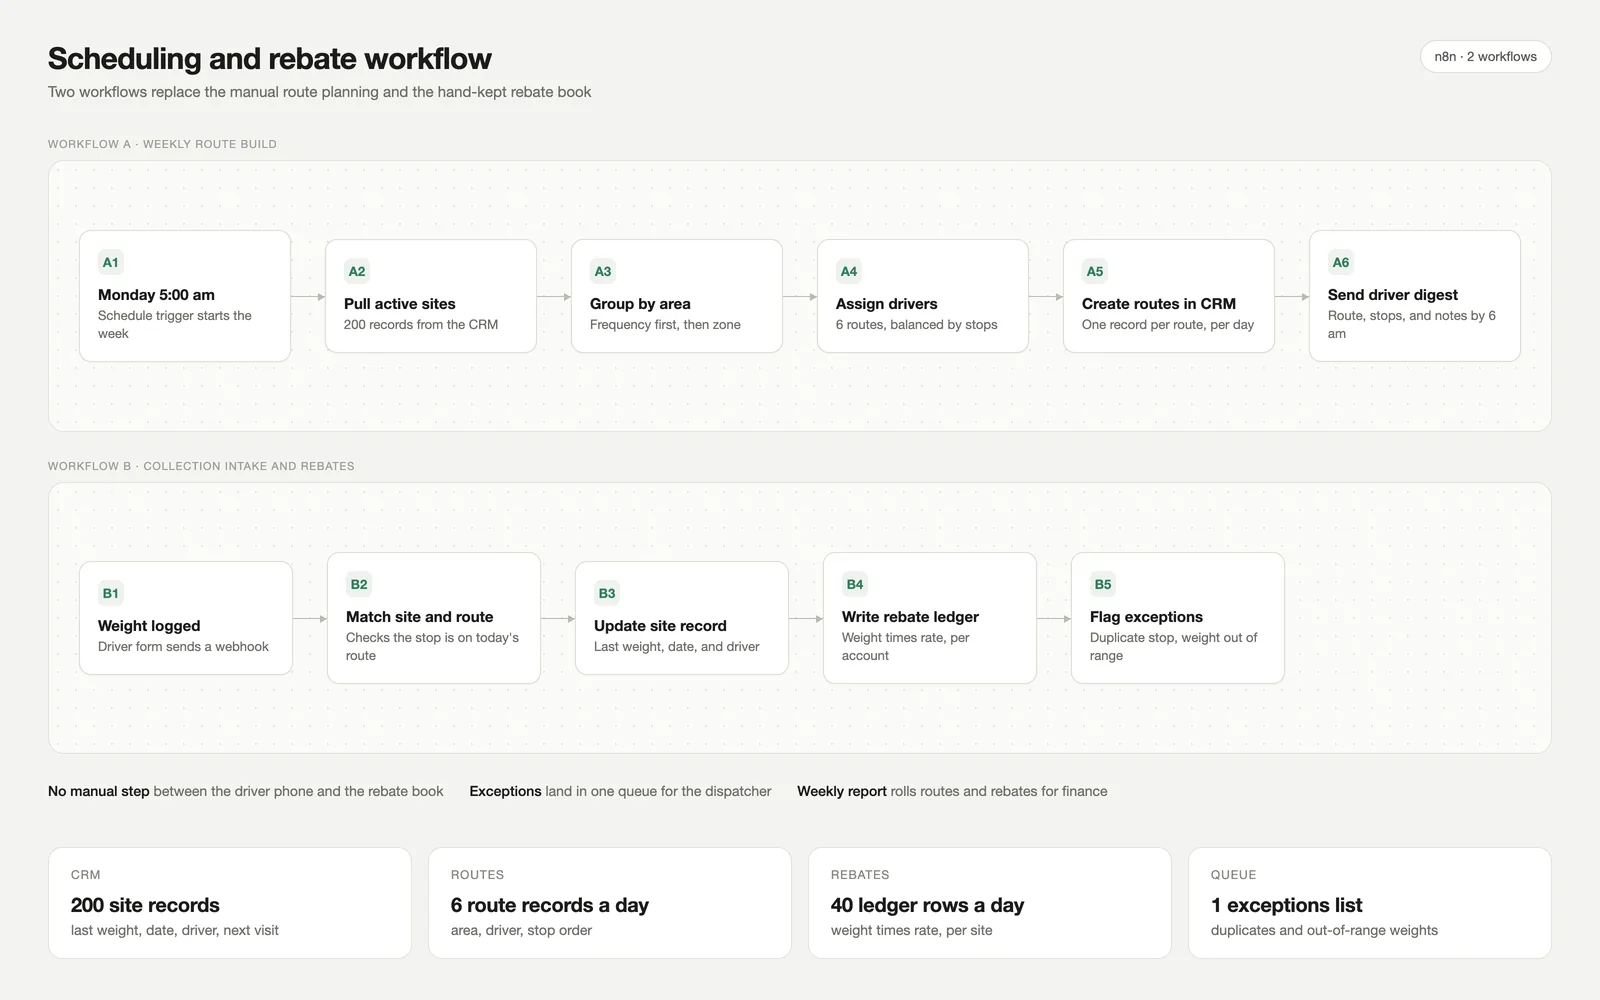 Scheduling and rebate workflow
n8n · 2 workflows
Two workflows replace the manual route planning and the hand-kept rebate book
WORKFLOW A · WEEKLY ROUTE BUILD
A1
Monday 5:00 am
Schedule trigger starts the
week
A2
Pull active sites
200 records from the CRM
A3
Group by area
Frequency first, then zone
A4
Assign drivers
6 routes, balanced by stops
A5
Create routes in CRM
One record per route, per day
A6
Send driver digest
Route, stops, and notes by 6
am
WORKFLOW B · COLLECTION INTAKE AND REBATES
B1
Weight logged
Driver form sends a webhook
B2
Match site and route
Checks the stop is on today's
route
B3
Update site record
Last weight, date, and driver
B4
Write rebate ledger
Weight times rate, per
account
B5
Flag exceptions
Duplicate stop, weight out of
range
No manual step between the driver phone and the rebate book
Exceptions land in one queue for the dispatcher
Weekly report rolls routes and rebates for finance
CRM
200 site records
last weight, date, driver, next visit
ROUTES
6 route records a day
area, driver, stop order
REBATES
40 ledger rows a day
weight times rate, per site
QUEUE
1 exceptions list
duplicates and out-of-range weights